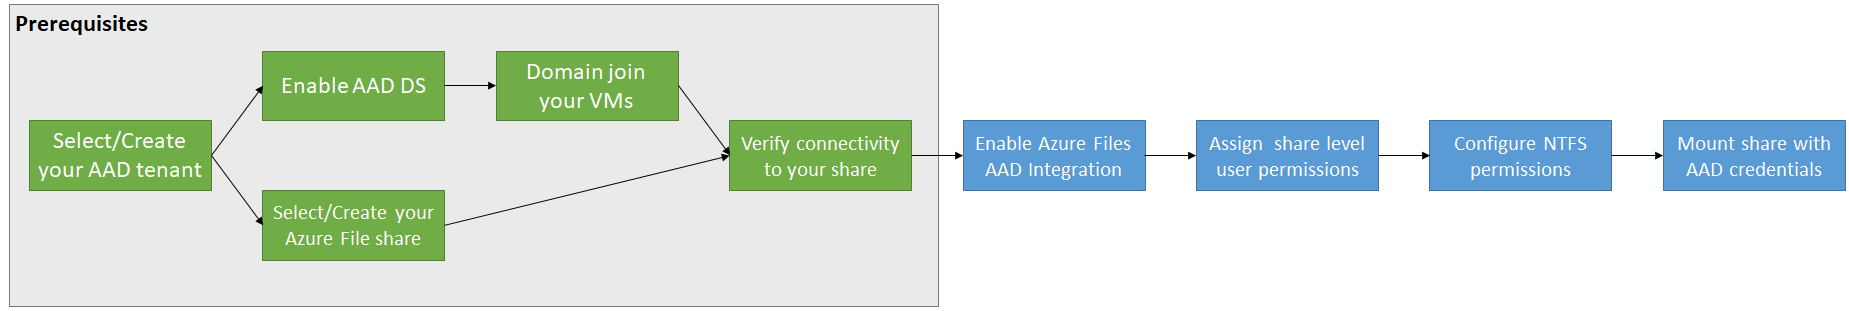 Prerequisites
Select/Create
your AAD tenant
Enable AAD DS
Domain join
your VMs
Select/Create your
Azure File share
Verify connectivity
to your share
Enable Azure Files
AAD Integration
Assign share level
user permissions
Configure NTFS
permissions
Mount share with
AAD credentials